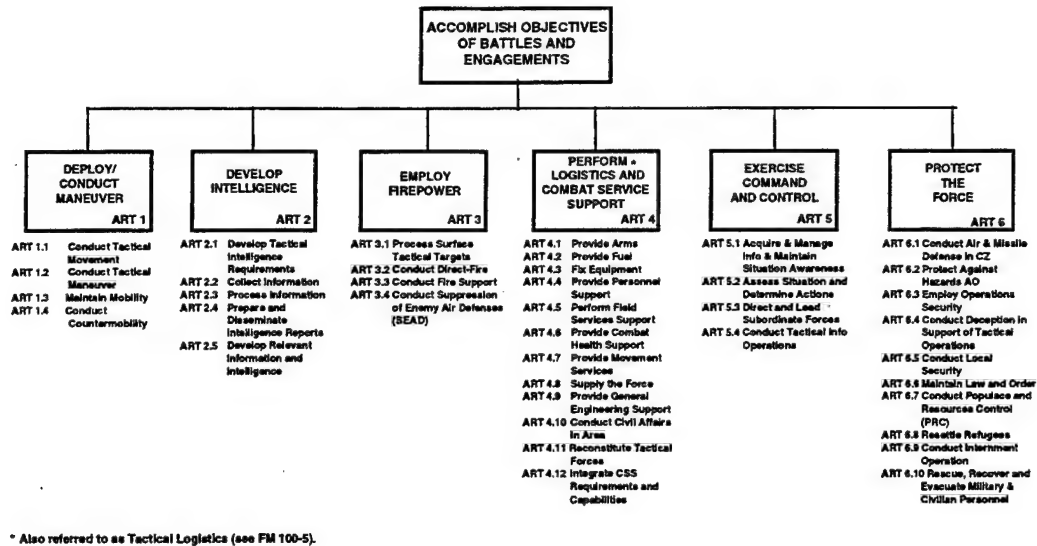 ACCOMPLISH OBJECTIVES
OF BATTLES AND
ENGAGEMENTS
DEPLOY/
CONDUCT
MANEUVER
ART 1
ART 1.1 Conduct Tactical
Movement
ART 1.2 Conduct Tactical
Maneuver
ART 1.3 Maintain Mobility
ART 1.4 Conduct
Countermobility
DEVELOP
INTELLIGENCE
ART 2
ART 2.1 Develop Tactical
Intelligence
Requirements
ART 2.2 Collect Information
ART 2.3 Process Information
ART 2.4 Prepare and
Disseminate
Intelligence Reports
ART 2.5 Develop Relevant
Information and
Intelligence
EMPLOY
FIREPOWER
ART 3
ART 3.1 Process Surface
Tactical Targets
ART 3.2 Conduct Direct-Fire
ART 3.3 Conduct Fire Support
ART 3.4 Conduct Suppression
of Enemy Air Defenses
(SEAD)
PERFORM *
LOGISTICS AND
COMBAT SERVICE
SUPPORT
ART 4
ART 4.1 Provide Arms
ART 4.2 Provide Fuel
ART 4.3 Fix Equipment
ART 4.4 Provide Personnel
Support
ART 4.5 Perform Field
Services Support
ART 4.6 Provide Combat
Health Support
ART 4.7 Provide Movement
Services
ART 4.8 Supply the Force
ART 4.9 Provide General
Engineering Support
ART 4.10 Conduct Civil Affairs
in Area
ART 4.11 Reconstitute Tactical
Forces
ART 4.12 Integrate CSS
Requirements and
Capabilities
EXERCISE
COMMAND
AND CONTROL
ART 5
ART 5.1 Acquire & Manage
Info & Maintain
Situation Awareness
ART 5.2 Assess Situation and
Determine Actions
ART 5.3 Direct and Lead
Subordinate Forces
ART 5.4 Conduct Tactical Info
Operations
PROTECT
THE
FORCE
ART 6
ART 6.1 Conduct Air & Missile
Defense in CZ
ART 6.2 Protect Against
Hazards AO
ART 6.3 Employ Operations
Security
ART 6.4 Conduct Deception in
Support of Tactical
Operations
ART 6.5 Conduct Local
Security
ART 6.6 Maintain Law and Order
ART 6.7 Conduct Populace and
Resources Control
(PRC)
ART 6.8 Resettle Refugees
ART 6.9 Conduct Internment
Operation
ART 6.10 Rescue, Recover and
Evacuate Military &
Civilian Personnel
* Also referred to as Tactical Logistics (see FM 100-5).